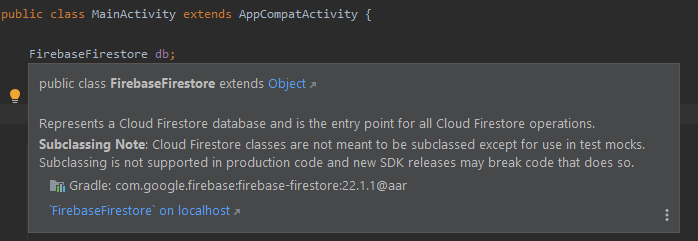 public class MainActivity extends AppCompatActivity {
FirebaseFirestore db;
public class FirebaseFirestore extends Object
Represents a Cloud Firestore database and is the entry point for all Cloud Firestore operations.
Subclassing Note: Cloud Firestore classes are not meant to be subclassed except for use in test mocks.
Subclassing is not supported in production code and new SDK releases may break code that does so.
Gradle: com.google.firebase:firebase-firestore:22.1.1@aar
`FirebaseFirestore` on localhost